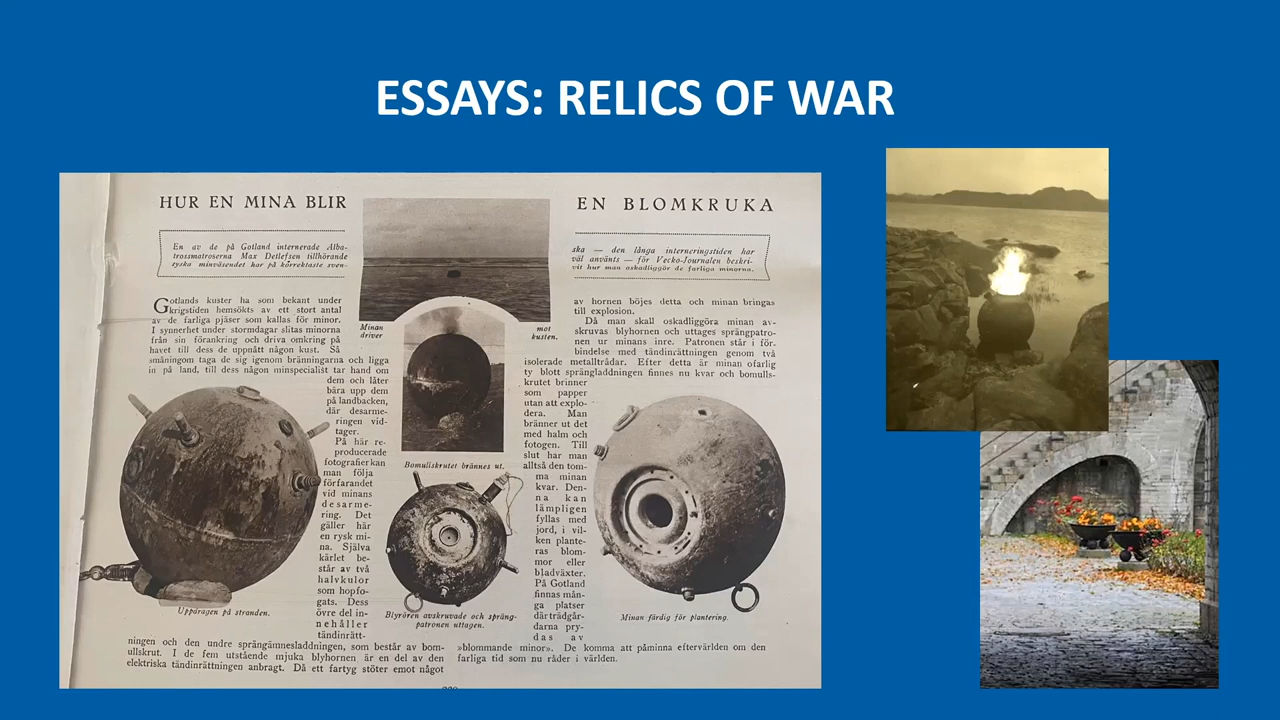 ESSAYS: RELICS OF WAR
HUR EN MINA BLIR
EN BLOMKRUKA
En av de på Gotland internerade Alba-
trossmatroserna Max Detlefsen tillhörande
ryska minväsendet har på korrektaste sven-
ska — den långa interneringstiden har
väl använts — för Vecko-Journalen beskri-
vit hur man oskadliggör de farliga minorna.
Gotlands kuster ha som bekant under
krigstiden hemsökts av ett stort antal
av de farliga pjäser som kallas för minor.
I synnerhet under stormdagar slitas minorna
från sin förankring och driva omkring på
havet till dess de uppnått någon kust. Så
småningom taga de sig igenom bränningarna och ligga
in på land, till dess någon minspecialist tar hand om
dem och låter
bära upp dem
på landbacken,
där desarme-
ringen vid-
tager.
På här re-
producerade
fotografier kan
man följa
förfarandet
vid minans
desarme-
ring. Det
gäller här
en rysk mi-
na. Själva
kärlet be-
står av två
halvkulor
som hopfo-
gats. Dess
övre del in-
nehåller
tändinrätt-
ningen och den undre sprängämnesladdningen, som består av bom-
ullskrut. I de fem utstående mjuka blyhornen är en del av den
elektriska tändinrättningen anbragt. Då ett fartyg stöter emot något
Minan
driver
mot
kusten.
Bomullskrutet brännes ut.
Uppdragen på stranden.
Blyrören avskruvade och spräng-
patronen uttagen.
Minan färdig för plantering.
av hornen böjes detta och minan bringas
till explosion.
Då man skall oskadliggöra minan av-
skruvas blyhornen och uttages sprängpatro-
nen ur minans inre. Patronen står i för-
bindelse med tändinrättningen genom två
isolerade metalltrådar. Efter detta är minan ofarlig
ty blott sprängladdningen finnes nu kvar och bomulls-
krutet brinner
som papper
utan att explo-
dera. Man
bränner ut det
med halm och
fotogen. Till
slut har man
alltså den tom-
ma minan
kvar. Den-
na kan
lämpligen
fyllas med
jord, i vil-
ken plante-
ras blom-
mor eller
bladväxter.
På Gotland
finnas mån-
ga platser
där trädgår-
darna pry-
das av
»blommande minor». De komma att påminna eftervärlden om den
farliga tid som nu råder i världen.